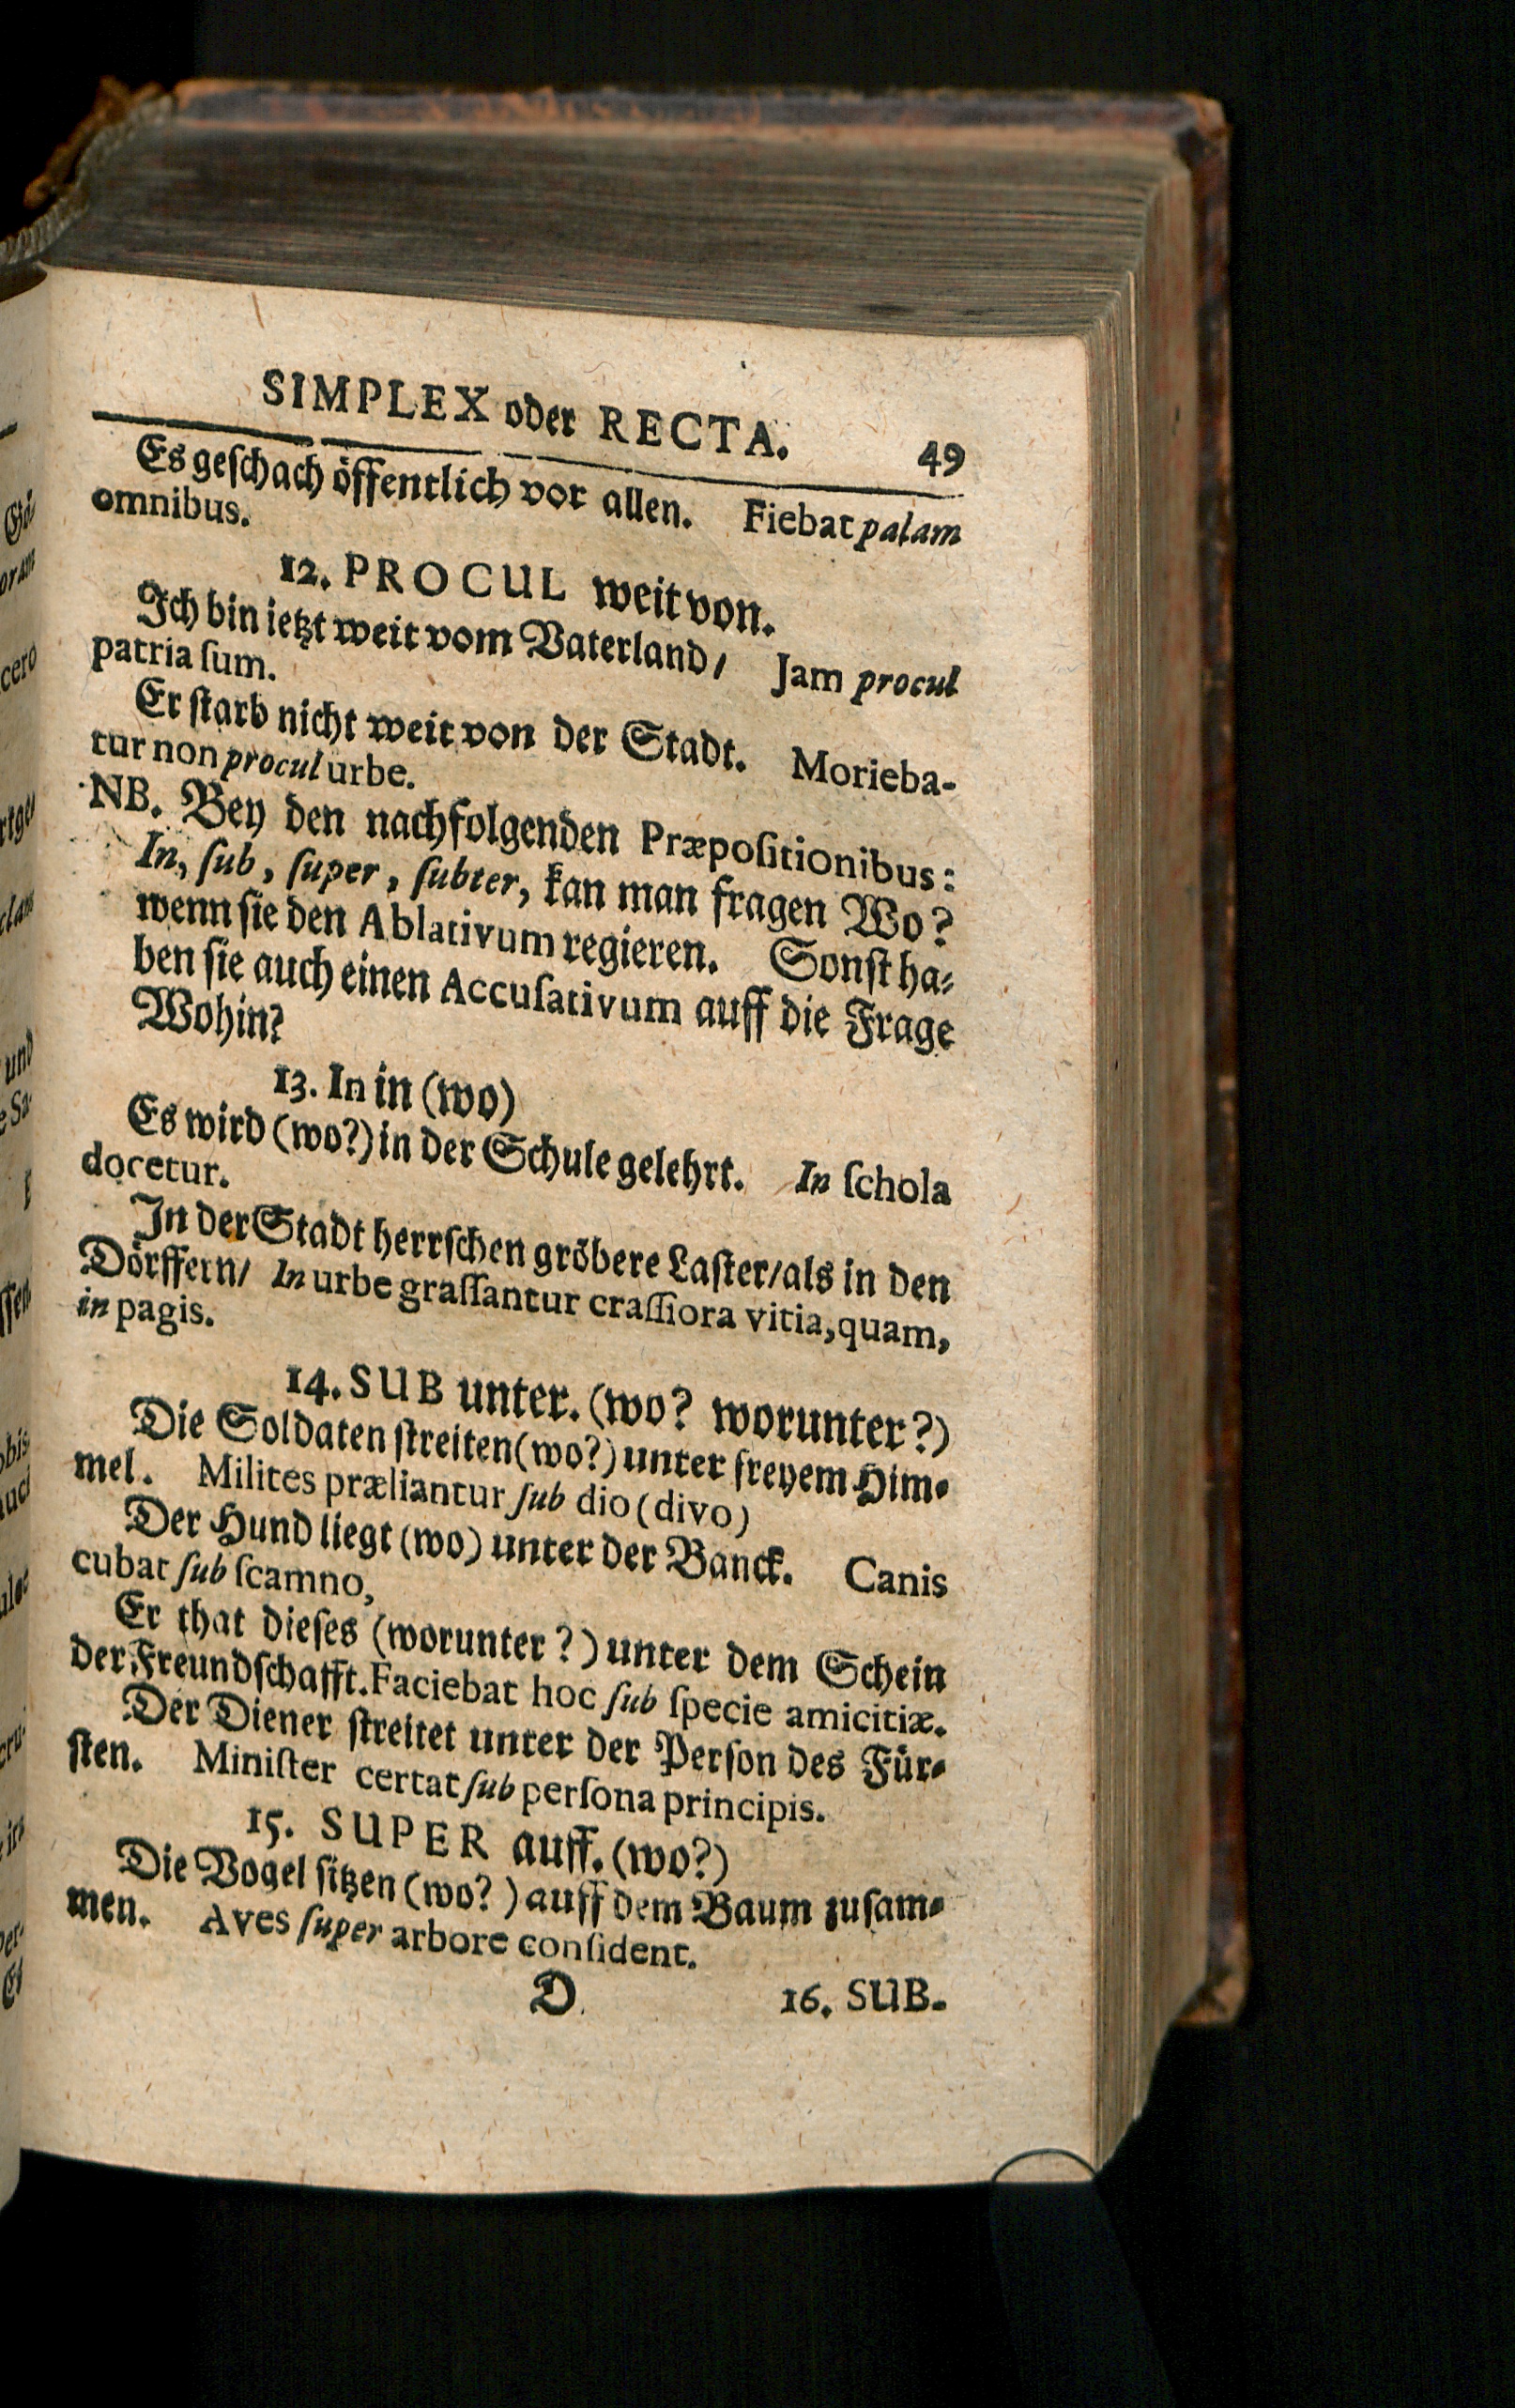 SIMPLEX oder RECTA. 49
Es geſchach öffentlich vor allen. Fiebat palam
omnibus.
12. PROCUL weit von.
Ich bin ietzt weit vom Vaterland/ Jam procul
patria ſum.
Er ſtarb nicht weit von der Stadt. Morieba-
tur non procul urbe.
NB. Bey den nachfolgenden Præpoſitionibus:
In, ſub, ſuper, ſubter, kan man fragen Wo?
wenn ſie den Ablativum regieren. Sonſt ha-
ben ſie auch einen Accuſativum auff die Frage
Wohin?
13. In in (wo)
Es wird (wo?) in der Schule gelehrt. In ſchola
docetur.
In der Stadt herrſchen gröbere Laſter/als in den
Dörffern/ In urbe graſſantur craſſiora vitia, quam,
in pagis.
14. SUB unter. (wo? worunter?)
Die Soldaten ſtreiten (wo?) unter freyem Him-
mel. Milites præliantur ſub dio (divo)
Der Hund liegt (wo) unter der Banck. Canis
cubat ſub ſcamno,
Er that dieſes (worunter?) unter dem Schein
der Freundſchafft. Faciebat hoc ſub ſpecie amicitiæ.
Der Diener ſtreitet unter der Perſon des Für-
ſten. Miniſter certat ſub perſona principis.
15. SUPER auff. (wo?)
Die Vogel ſitzen (wo?) auff dem Baum zuſam-
men. Aves ſuper arbore conſident.
D 16. SUB-